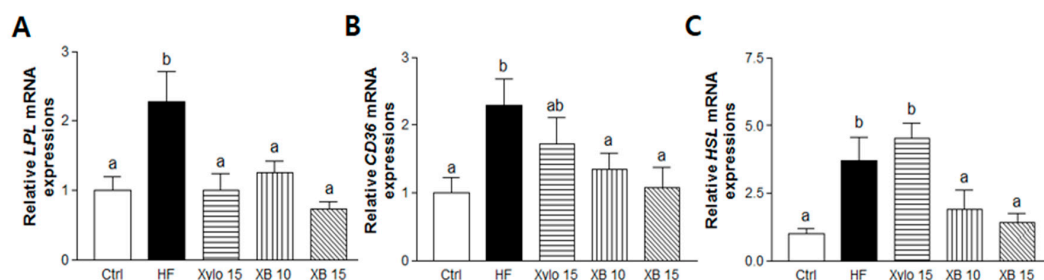 A
Relative LPL mRNA
expressions
3
2
1
0
a
b
a
a
a
Ctrl HF Xylo 15 XB 10 XB 15
B
Relative CD36 mRNA
expressions
3
2
1
0
a
b
ab
a
a
Ctrl HF Xylo 15 XB 10 XB 15
C
Relative HSL mRNA
expressions
7.5
5.0
2.5
0
a
b
b
a
a
Ctrl HF Xylo 15 XB 10 XB 15